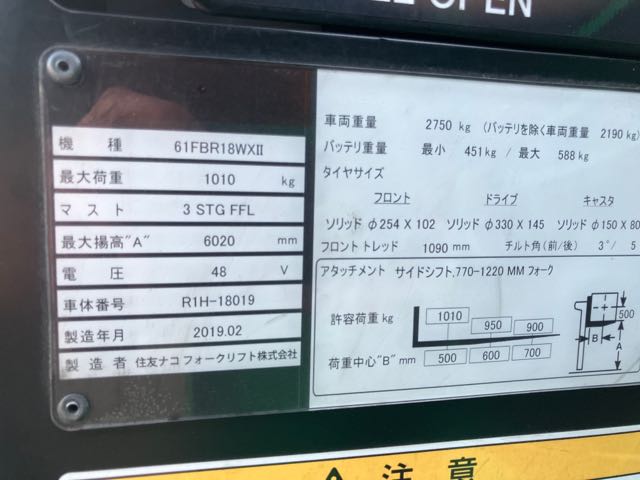 OPEN
機種 61FBR18WXII
最大荷重 1010 kg
マスト 3 STG FFL
最大揚高"A" 6020 mm
電圧 48 V
車体番号 R1H-18019
製造年月 2019.02
製造者 住友ナコ フォークリフト株式会社
車両重量 2750 kg (バッテリを除く車両重量 2190 kg)
バッテリ重量 最小 451kg / 最大 588kg
タイヤサイズ
フロント ドライブ キャスタ
ソリッド φ254 X 102 ソリッド φ330 X 145 ソリッド φ150 X 80
フロント トレッド 1090mm チルト角(前/後) 3° / 5
アタッチメント サイドシフト,770-1220 MM フォーク
許容荷重 kg 1010 950 900
荷重中心"B" mm 500 600 700
500
B A
注意